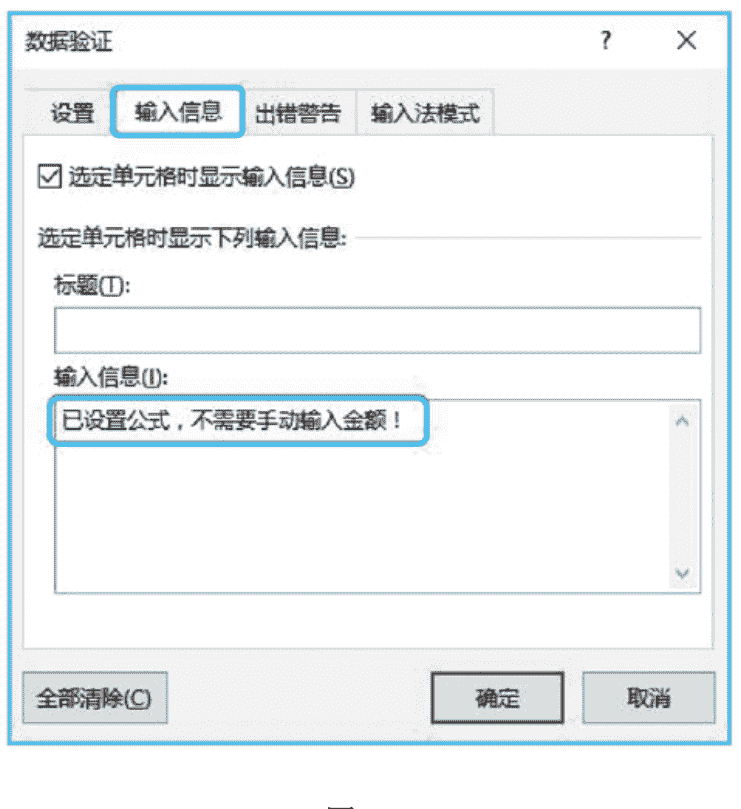 数据验证 ?
设置 输入信息 出错警告 输入法模式
选定单元格时显示输入信息(S)
选定单元格时显示下列输入信息:
标题(T):
输入信息(I):
已设置公式，不需要手动输入金额！
全部清除(C) 确定 取消